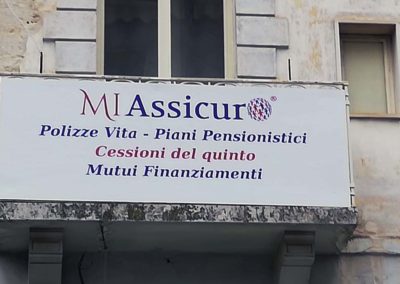 MI Assicuro®
Polizze Vita - Piani Pensionistici
Cessioni del quinto
Mutui Finanziamenti